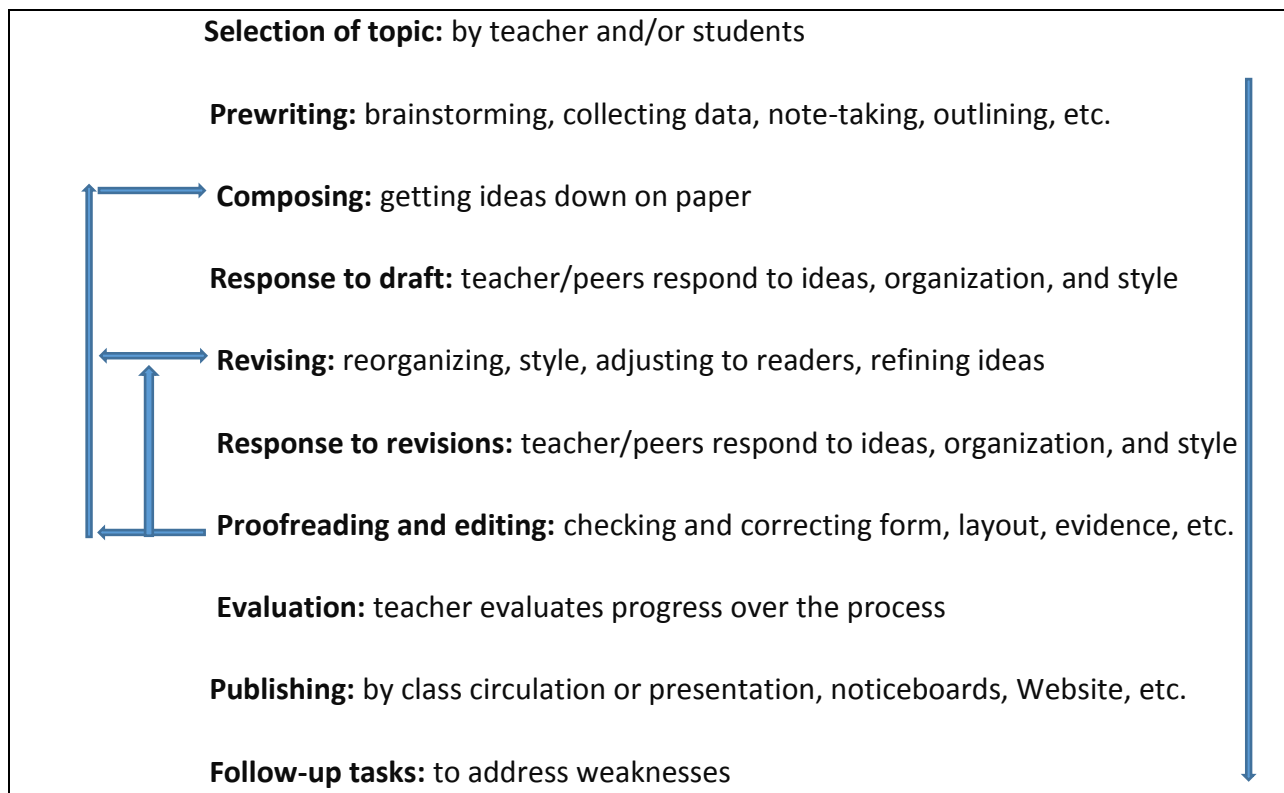 Selection of topic: by teacher and/or students
Prewriting: brainstorming, collecting data, note-taking, outlining, etc.
Composing: getting ideas down on paper
Response to draft: teacher/peers respond to ideas, organization, and style
Revising: reorganizing, style, adjusting to readers, refining ideas
Response to revisions: teacher/peers respond to ideas, organization, and style
Proofreading and editing: checking and correcting form, layout, evidence, etc.
Evaluation: teacher evaluates progress over the process
Publishing: by class circulation or presentation, noticeboards, Website, etc.
Follow-up tasks: to address weaknesses